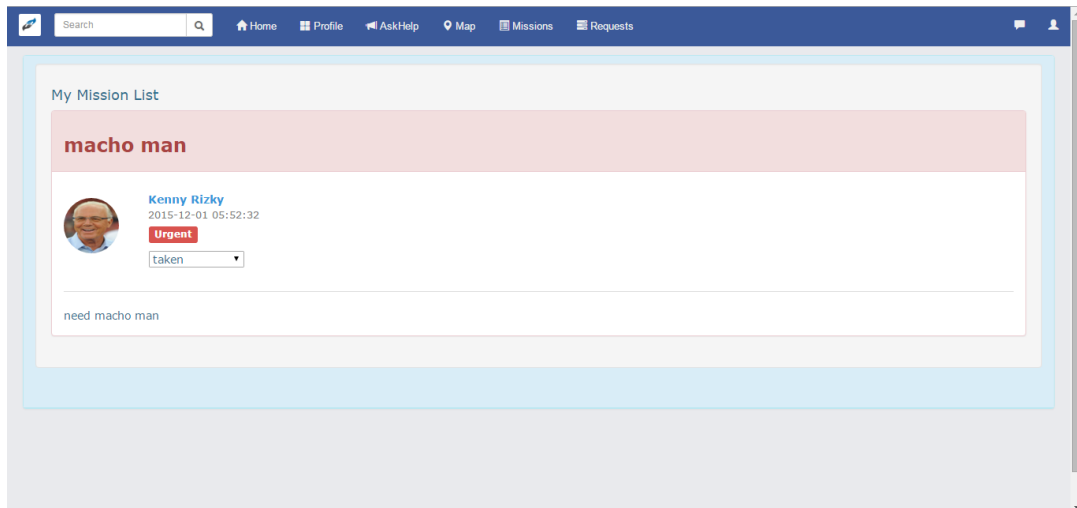 Search Home Profile AskHelp Map Missions Requests
My Mission List
macho man
Kenny Rizky
2015-12-01 05:52:32
Urgent
taken
need macho man